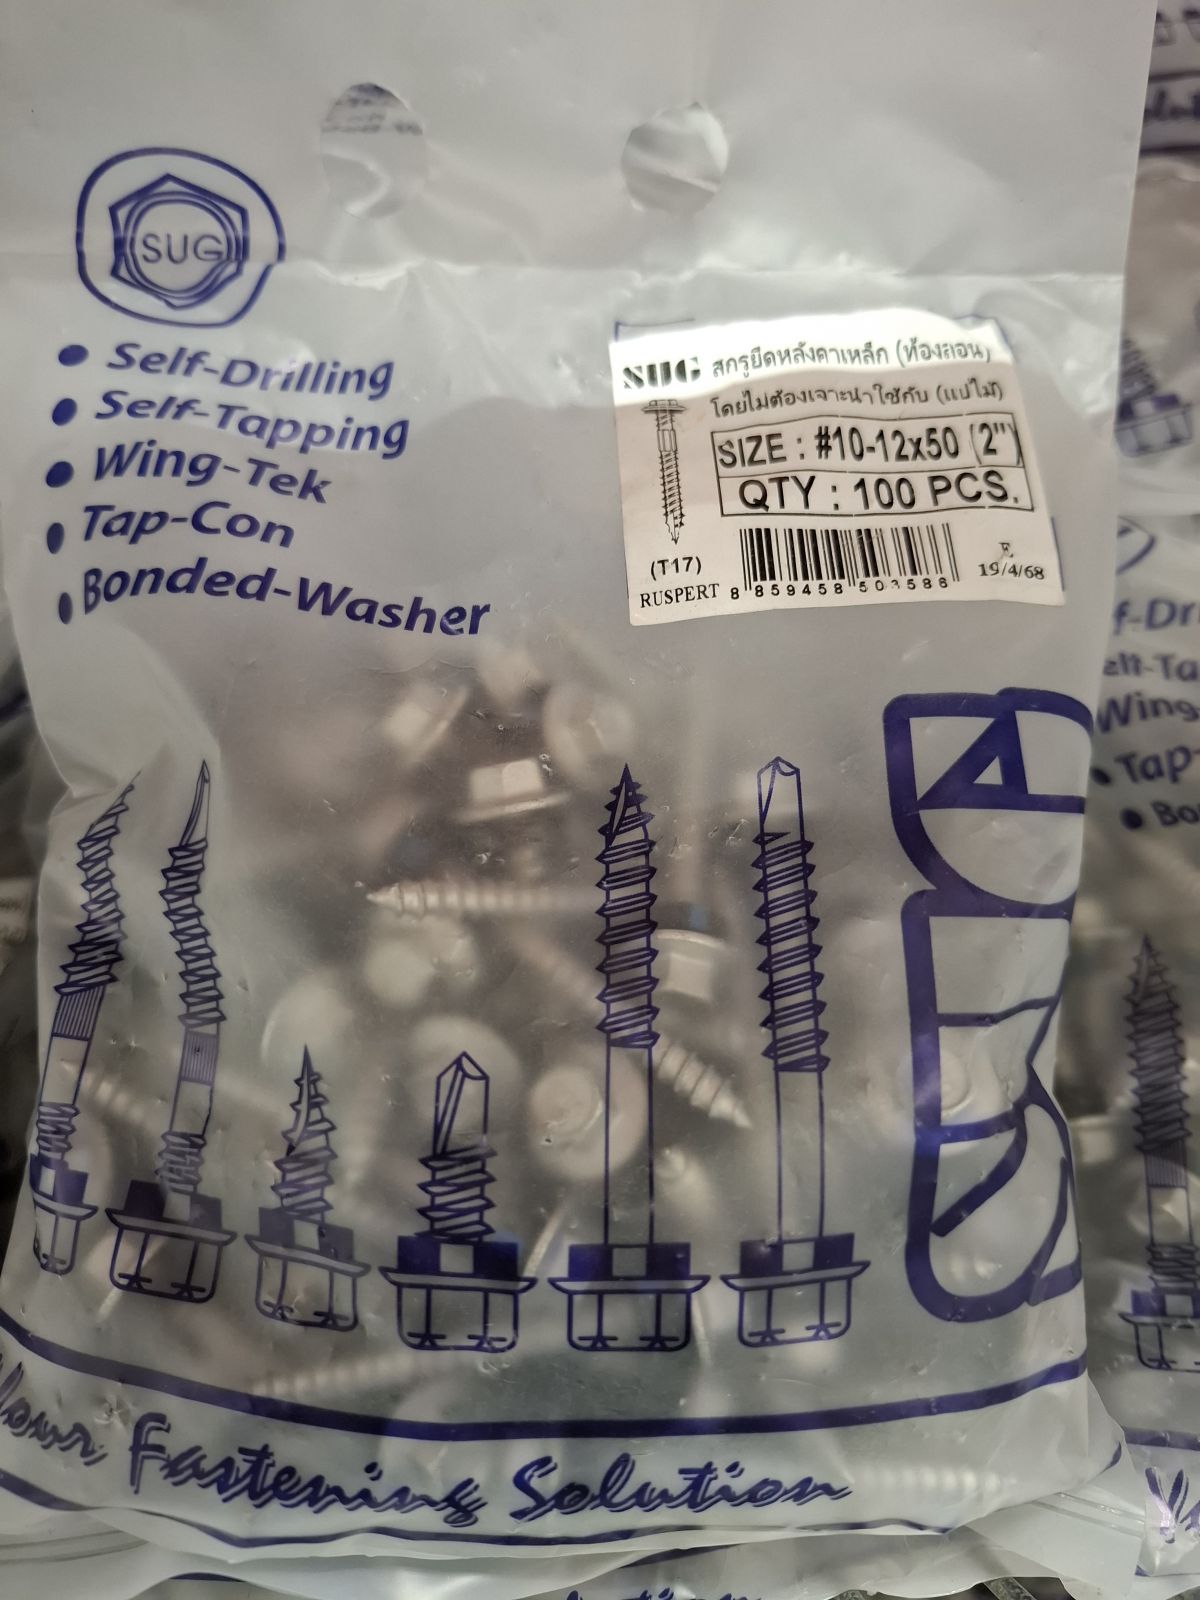 SUG
Self-Drilling
Self-Tapping
Wing-Tek
Tap-Con
Bonded-Washer
SUG สกรูยึดหลังคาเหล็ก (ท้องลอน)
โดยไม่ต้องเจาะนำใช้กับ (แปไม้)
SIZE : #10-12x50 (2")
QTY : 100 PCS.
(T17)
RUSPERT
8 859458 503586
E
19/4/68
Your Fastening Solution